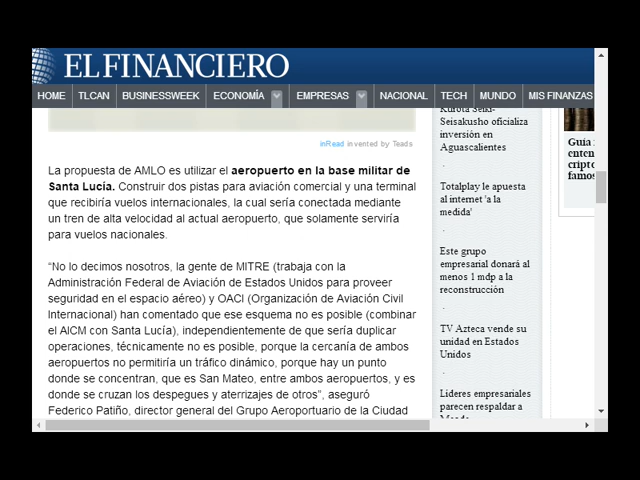 EL FINANCIERO
HOME TLCAN BUSINESSWEEK ECONOMÍA EMPRESAS NACIONAL TECH MUNDO MIS FINANZAS
inRead invented by Teads
La propuesta de AMLO es utilizar el aeropuerto en la base militar de
Santa Lucía. Construir dos pistas para aviación comercial y una terminal
que recibiría vuelos internacionales, la cual sería conectada mediante
un tren de alta velocidad al actual aeropuerto, que solamente serviría
para vuelos nacionales.
“No lo decimos nosotros, la gente de MITRE (trabaja con la
Administración Federal de Aviación de Estados Unidos para proveer
seguridad en el espacio aéreo) y OACI (Organización de Aviación Civil
Internacional) han comentado que ese esquema no es posible (combinar
el AICM con Santa Lucía), independientemente de que sería duplicar
operaciones, técnicamente no es posible, porque la cercanía de ambos
aeropuertos no permitiría un tráfico dinámico, porque hay un punto
donde se concentran, que es San Mateo, entre ambos aeropuertos, y es
donde se cruzan los despegues y aterrizajes de otros”, aseguró
Federico Patiño, director general del Grupo Aeroportuario de la Ciudad
Kurota Seiki-
Seisakusho oficializa
inversión en
Aguascalientes
Totalplay le apuesta
al internet 'a la
medida'
Este grupo
empresarial donará al
menos 1 mdp a la
reconstrucción
TV Azteca vende su
unidad en Estados
Unidos
Líderes empresariales
parecen respaldar a
Guía
enten
cripto
famos